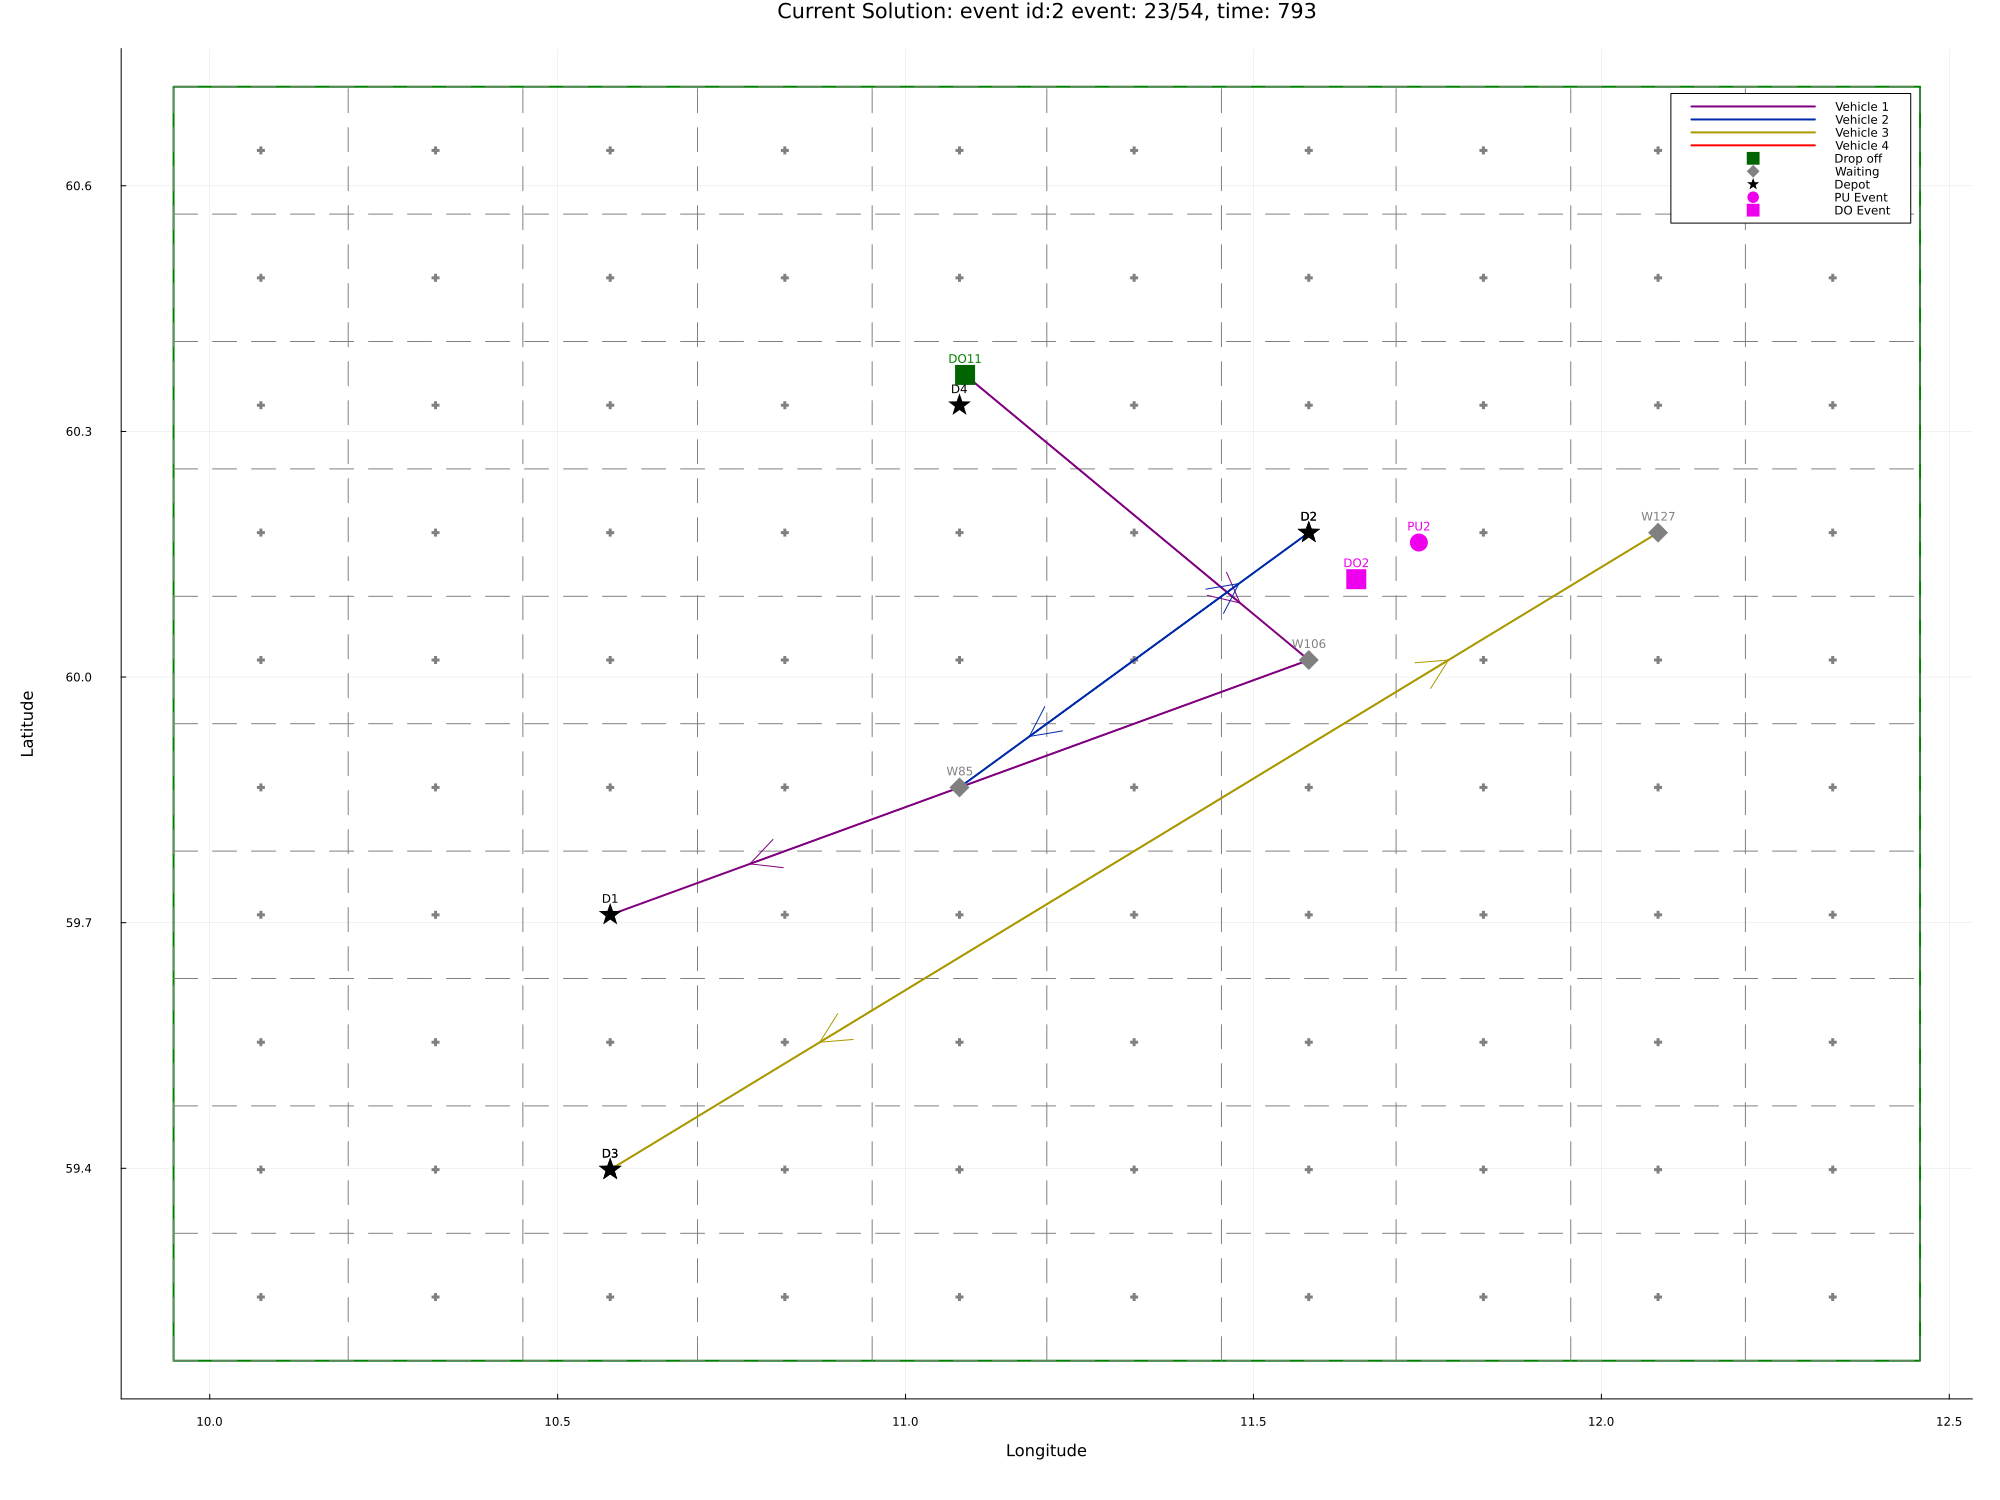 Current Solution: event id:2 event: 23/54, time: 793
Vehicle 1
Vehicle 2
Vehicle 3
Vehicle 4
Drop off
Waiting
Depot
PU Event
DO Event
60.6
60.3
60.0
59.7
59.4
Latitude
DO11
D4
D2
PU2
W127
DO2
W106
W85
D1
D3
10.0
10.5
11.0
11.5
12.0
12.5
Longitude